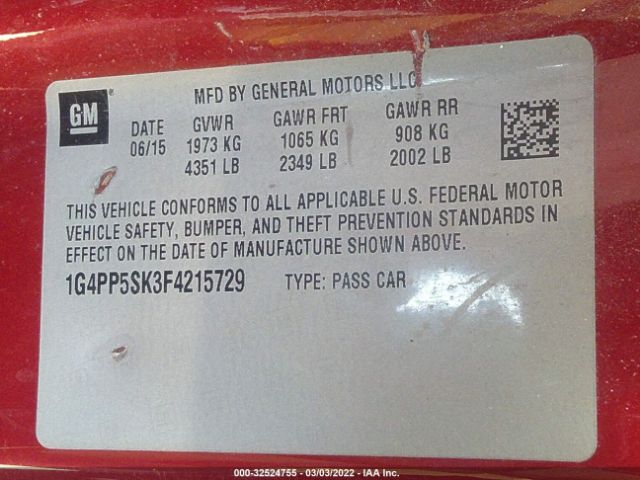 GM
MFD BY GENERAL MOTORS LLC
DATE GVWR GAWR FRT GAWR RR
06/15 1973 KG 1065 KG 908 KG
4351 LB 2349 LB 2002 LB
THIS VEHICLE CONFORMS TO ALL APPLICABLE U.S. FEDERAL MOTOR
VEHICLE SAFETY, BUMPER, AND THEFT PREVENTION STANDARDS IN
EFFECT ON THE DATE OF MANUFACTURE SHOWN ABOVE.
1G4PP5SK3F4215729 TYPE: PASS CAR
000-32524755 - 03/03/2022 - IAA Inc.